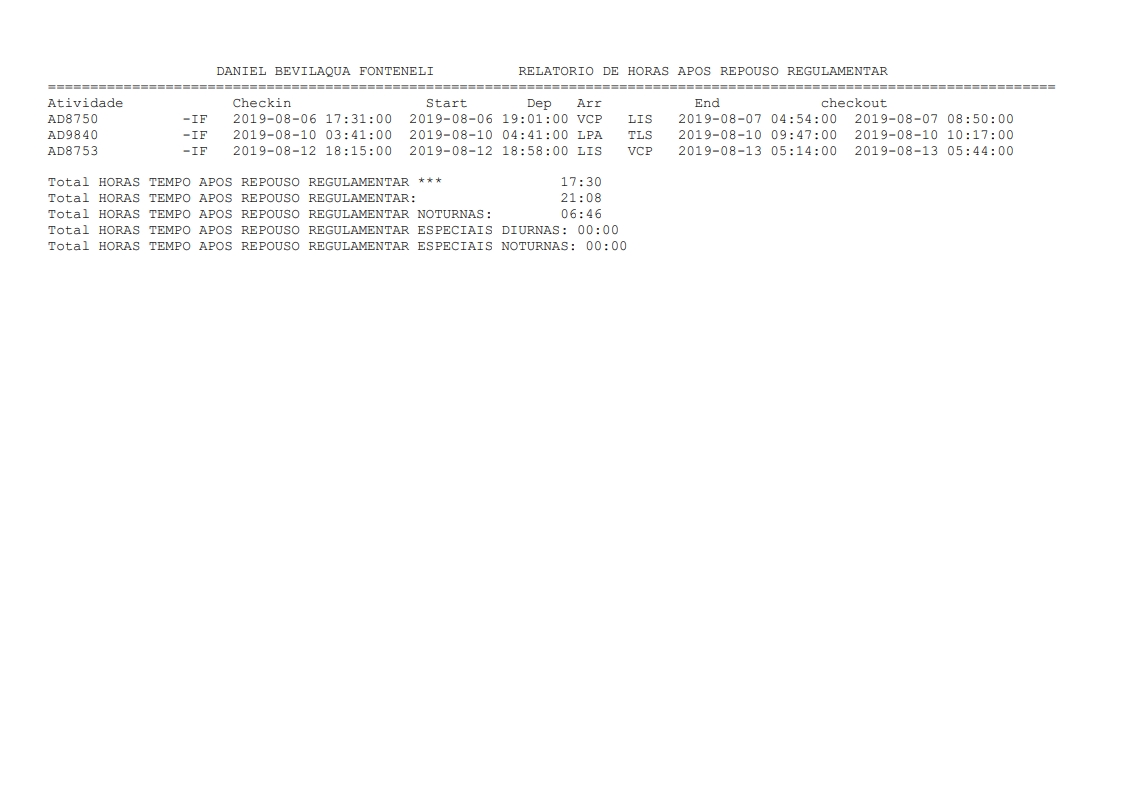 DANIEL BEVILAQUA FONTENELI          RELATORIO DE HORAS APOS REPOUSO REGULAMENTAR
========================================================================================================================
Atividade             Checkin                Start       Dep   Arr           End            checkout
AD8750          -IF   2019-08-06 17:31:00  2019-08-06 19:01:00 VCP   LIS   2019-08-07 04:54:00  2019-08-07 08:50:00
AD9840          -IF   2019-08-10 03:41:00  2019-08-10 04:41:00 LPA   TLS   2019-08-10 09:47:00  2019-08-10 10:17:00
AD8753          -IF   2019-08-12 18:15:00  2019-08-12 18:58:00 LIS   VCP   2019-08-13 05:14:00  2019-08-13 05:44:00
Total HORAS TEMPO APOS REPOUSO REGULAMENTAR ***              17:30
Total HORAS TEMPO APOS REPOUSO REGULAMENTAR:                 21:08
Total HORAS TEMPO APOS REPOUSO REGULAMENTAR NOTURNAS:        06:46
Total HORAS TEMPO APOS REPOUSO REGULAMENTAR ESPECIAIS DIURNAS: 00:00
Total HORAS TEMPO APOS REPOUSO REGULAMENTAR ESPECIAIS NOTURNAS: 00:00